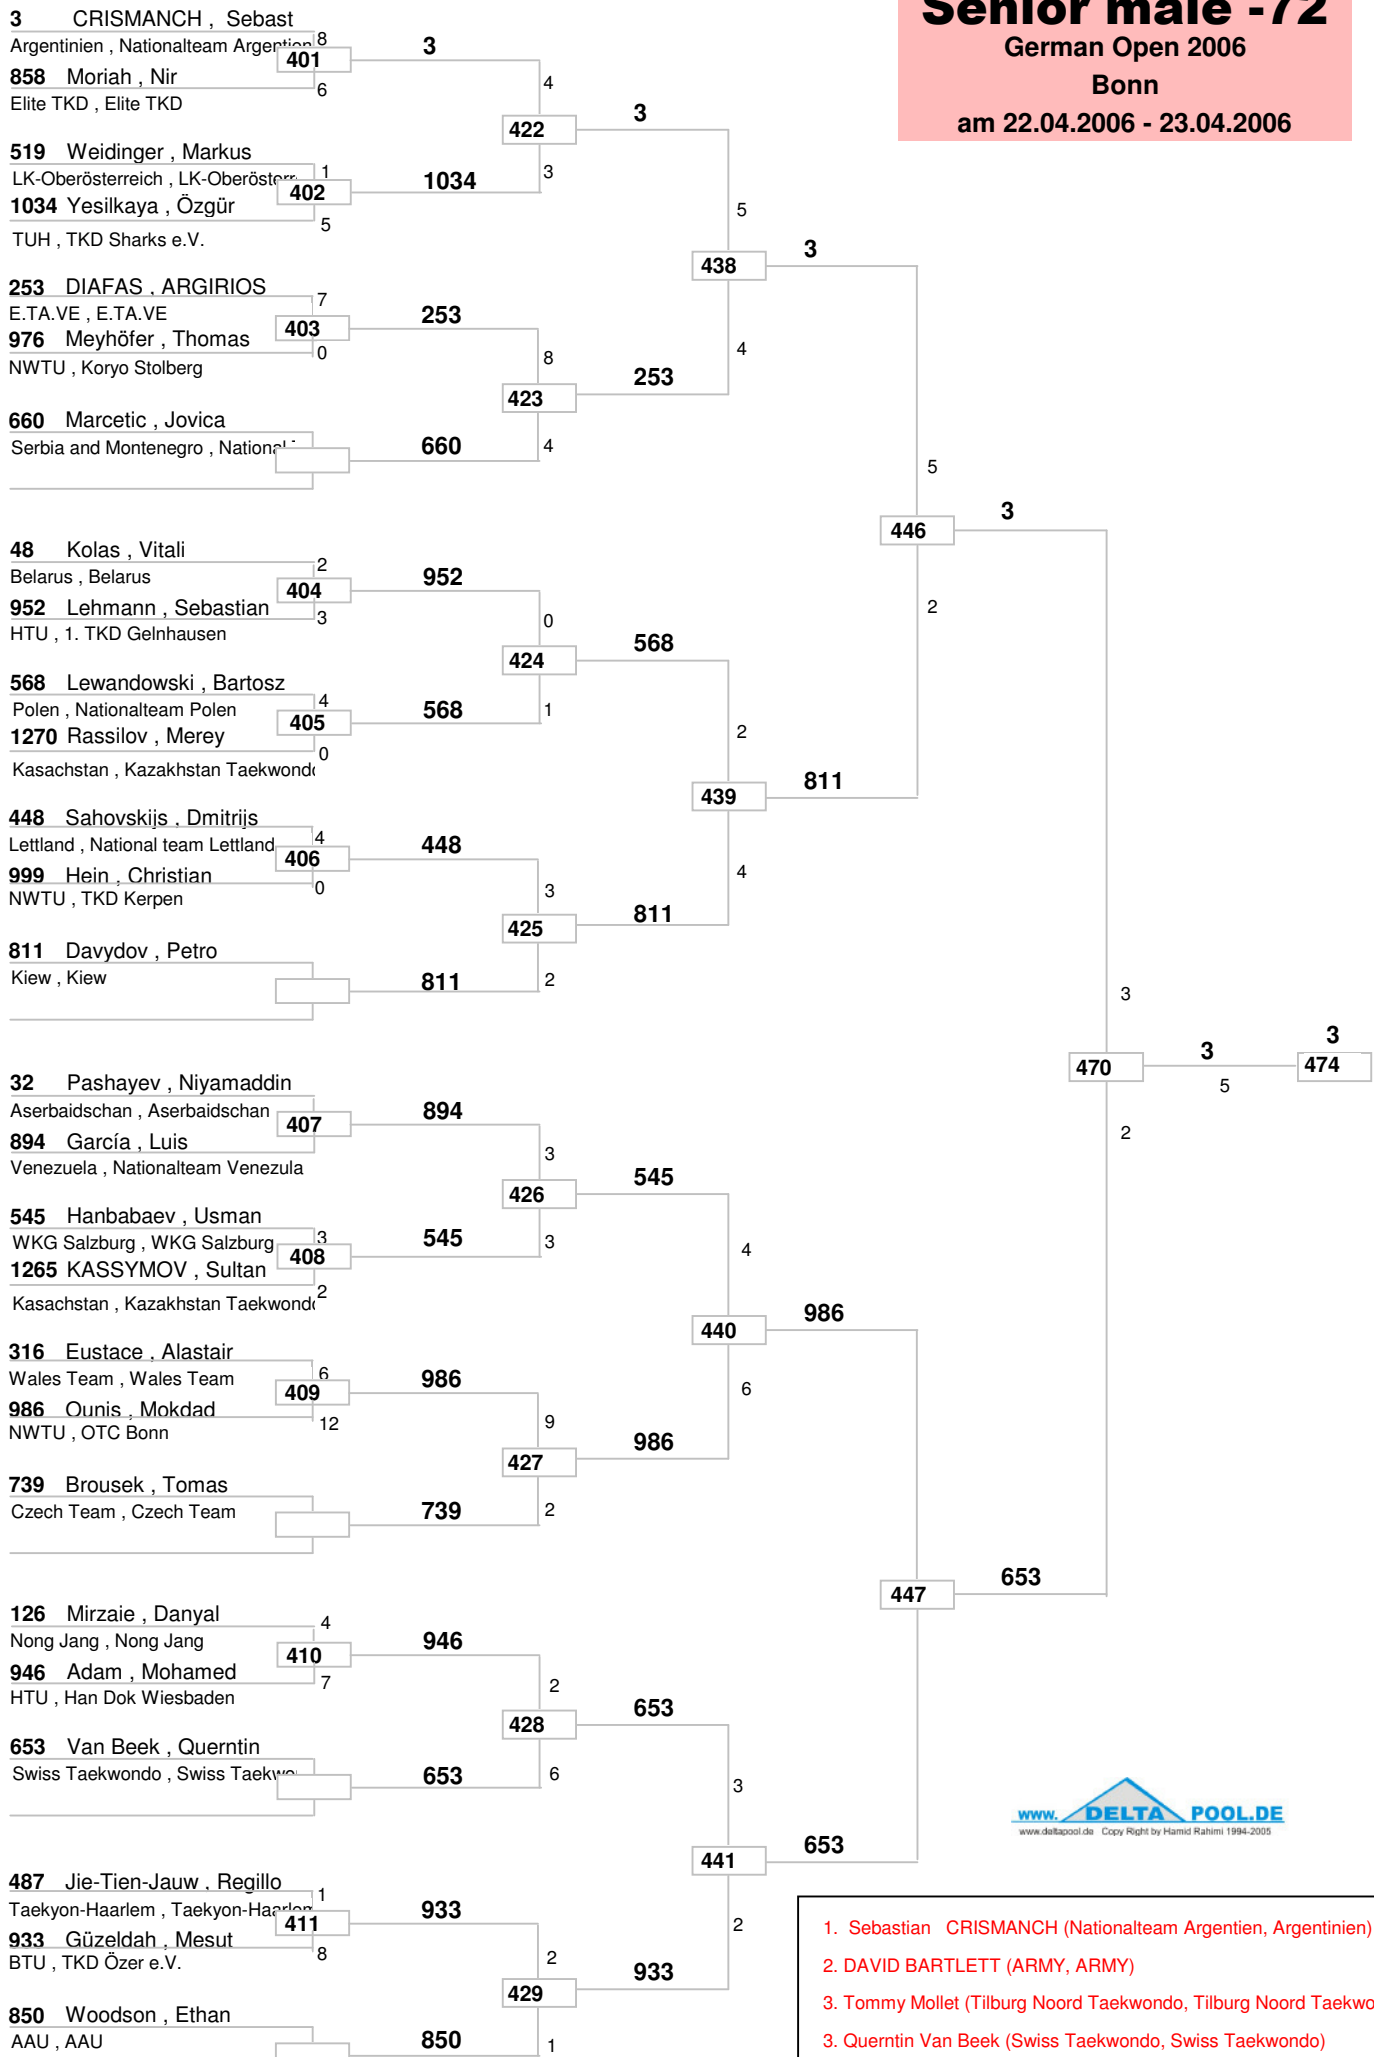 Senior male -72
German Open 2006
Bonn
am 22.04.2006 - 23.04.2006
3 CRISMANCH , Sebast
Argentinien , Nationalteam
8
401
3
858 Moriah , Nir
6
Elite TKD , Elite TKD
4
422
3
519 Weidinger , Markus
LK-Oberösterreich ,
1
402
1034
3
1034 Yesilkaya , Özgür
5
TUH , TKD Sharks e.V.
5
438
3
253 DIAFAS , ARGIRIOS
7
E.TA.VE , E.TA.VE
403
253
976 Meyhöfer , Thomas
0
NWTU , Koryo Stolberg
4
8
423
253
660 Marcetic , Jovica
Serbia and Montenegro ,
660
4
5
446
3
48 Kolas , Vitali
2
Belarus , Belarus
404
952
952 Lehmann , Sebastian
3
HTU , 1. TKD Gelnhausen
2
0
424
568
568 Lewandowski , Bartosz
4
Polen , Nationalteam Polen
405
568
1
1270 Rassilov , Merey
0
Kasachstan , Kazakhstan
2
439
811
448 Sahovskijs , Dmitrijs
4
Lettland , National team Lettland
406
448
999 Hein , Christian
0
NWTU , TKD Kerpen
4
3
425
811
811 Davydov , Petro
Kiew , Kiew
811
2
3
470
3
5
3
474
2
32 Pashayev , Niyamaddin
Aserbaidschan , Aserbaidschan
407
894
894 García , Luis
Venezuela , Nationalteam Venezula
3
426
545
545 Hanbabaev , Usman
3
WKG Salzburg , WKG Salzburg
408
545
3
1265 KASSYMOV , Sultan
2
Kasachstan , Kazakhstan
4
440
986
316 Eustace , Alastair
6
Wales Team , Wales Team
409
986
986 Ounis , Mokdad
12
NWTU , OTC Bonn
6
9
427
986
739 Brousek , Tomas
Czech Team , Czech Team
739
2
447
653
126 Mirzaie , Danyal
4
Nong Jang , Nong Jang
410
946
946 Adam , Mohamed
7
HTU , Han Dok Wiesbaden
2
428
653
653 Van Beek , Querntin
Swiss Taekwondo , Swiss
653
6
3
441
653
www. DELTA POOL.DE
www.deltapool.de Copy Right by Hamid Rahimi 1994-2005
487 Jie-Tien-Jauw , Regillo
1
Taekyon-Haarlem ,
411
933
933 Güzeldah , Mesut
8
BTU , TKD Özer e.V.
2
2
429
933
850 Woodson , Ethan
AAU , AAU
850
1
1. Sebastian CRISMANCH (Nationalteam Argentien, Argentinien)
2. DAVID BARTLETT (ARMY, ARMY)
3. Tommy Mollet (Tilburg Noord Taekwondo, Tilburg Noord
3. Querntin Van Beek (Swiss Taekwondo, Swiss Taekwondo)